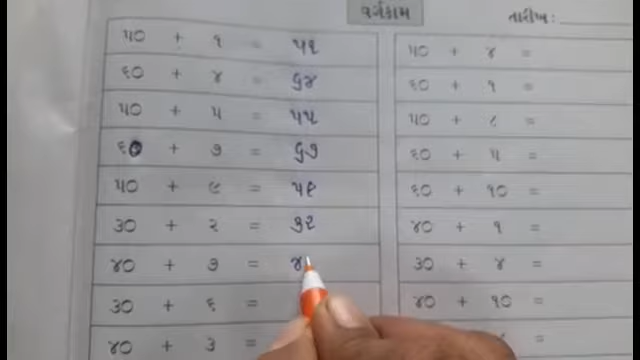 વર્ગકામ તારીખ :
૫૦ + ૧ = ૫૧ ૫૦ + ૪ =
૬૦ + ૪ = ૬૪ ૬૦ + ૧ =
૫૦ + ૫ = ૫૫ ૫૦ + ૮ =
૬૦ + ૭ = ૬૭ ૬૦ + ૫ =
૫૦ + ૯ = ૫૯ ૬૦ + ૧૦ =
૩૦ + ૨ = ૩૨ ૪૦ + ૧ =
૪૦ + ૭ = ૪ ૩૦ + ૪ =
૩૦ + ૬ = ૪૦ + ૧૦ =
૪૦ + ૩ = =